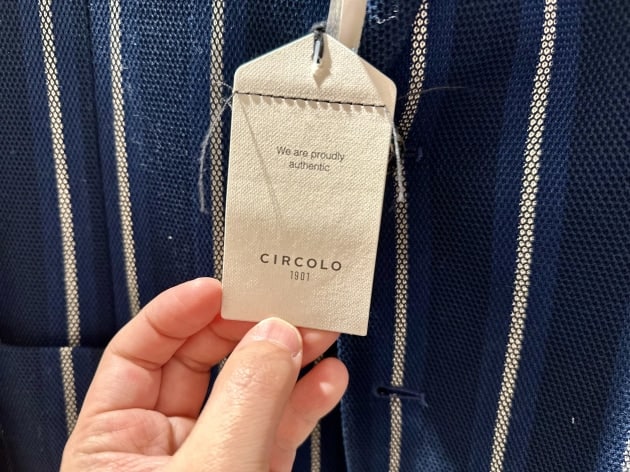 We are proudly
authentic
CIRCOLO
1901